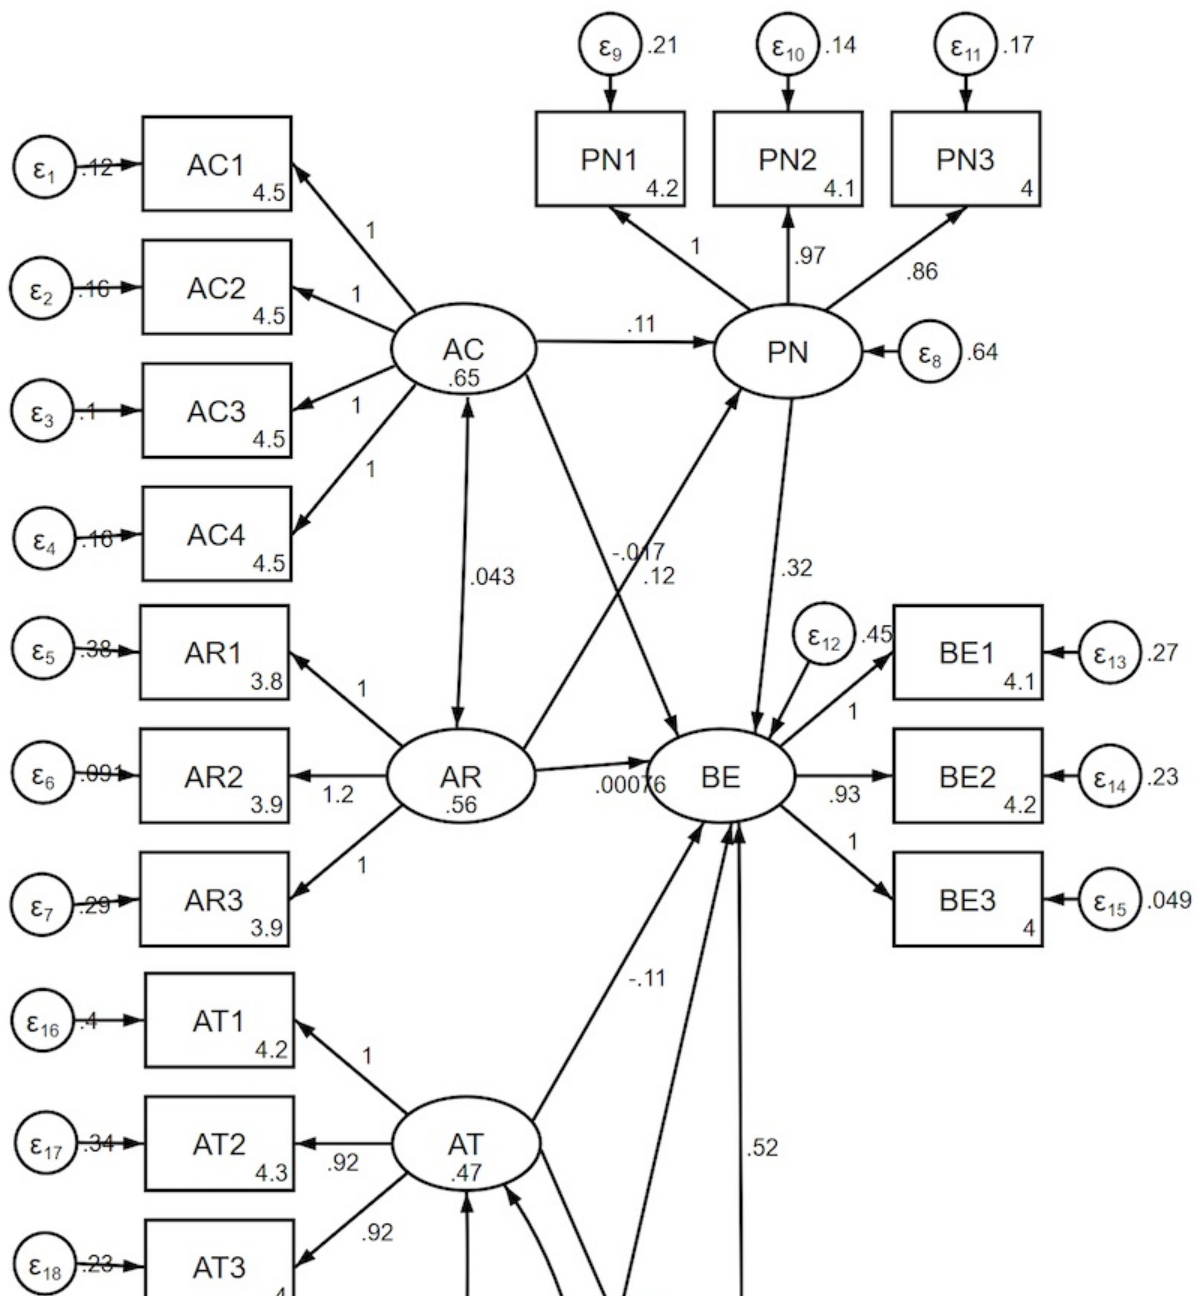 ε9 .21
ε10 .14
ε11 .17
PN1 4.2
PN2 4.1
PN3 4
ε1 .12 AC1 4.5
1
ε2 .16 AC2 4.5
1
ε3 .1 AC3 4.5
1
ε4 AC4 4.5
1
1
.97
.86
AC .65
.11
PN
ε8 .64
.043
-.017
.12
.32
ε5 .38 AR1 3.8
1
ε6 .091 AR2 3.9
1.2
ε7 .29 AR3 3.9
1
AR .56
.00076
BE
ε12 .45
BE1 4.1
ε13 .27
1
BE2 4.2
ε14 .23
.93
BE3 4
ε15 .049
1
-.11
ε16 .4 AT1 4.2
1
ε17 .34 AT2 4.3
.92
AT .47
.52
ε18 .23 AT3 4
.92